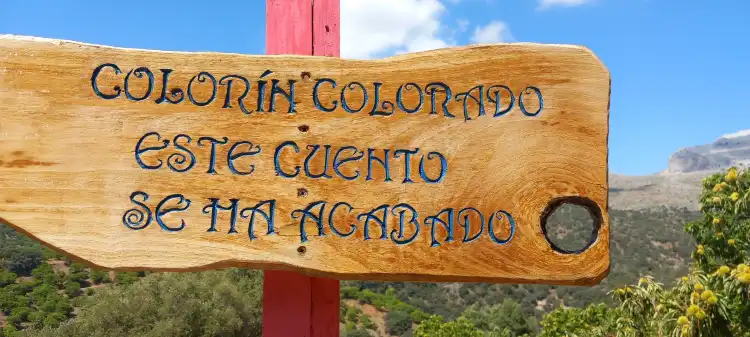 COLORÍN COLORADO
ESTE CUENTO
SE HA ACABADO